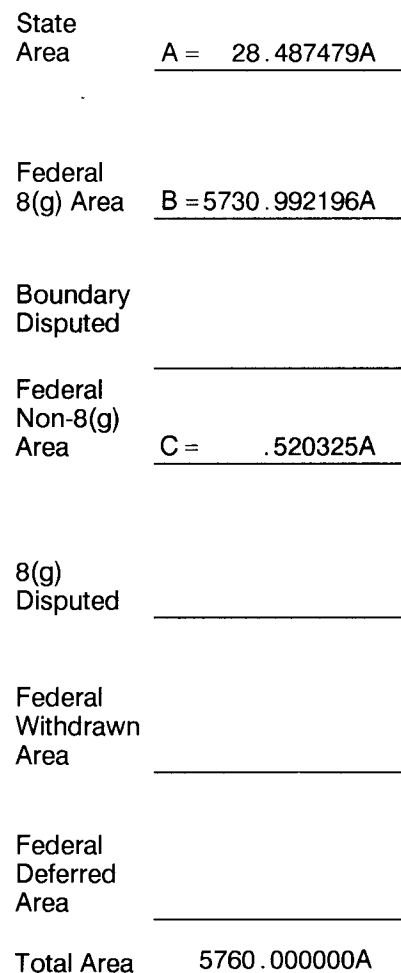 State
Area A = 28.487479A
Federal
8(g) Area B = 5730.992196A
Boundary
Disputed
Federal
Non-8(g)
Area C = .520325A
8(g)
Disputed
Federal
Withdrawn
Area
Federal
Deferred
Area
Total Area 5760.000000A